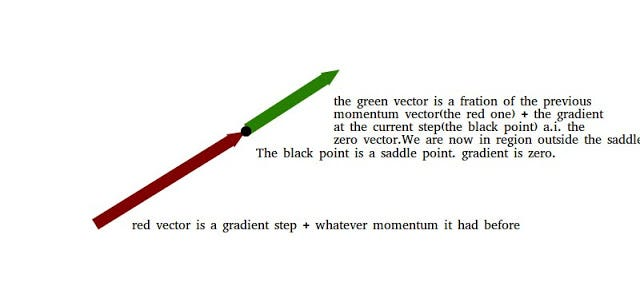 the green vector is a fration of the previous
momentum vector(the red one) + the gradient
at the current step(the black point) a.i. the
zero vector.We are now in region outside the saddle
The black point is a saddle point. gradient is zero.
red vector is a gradient step + whatever momentum it had before